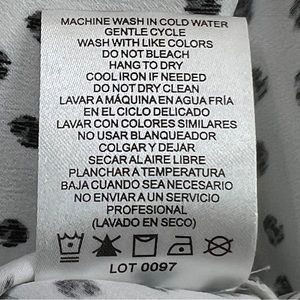 MACHINE WASH IN COLD WATER
GENTLE CYCLE
WASH WITH LIKE COLORS
DO NOT BLEACH
HANG TO DRY
COOL IRON IF NEEDED
DO NOT DRY CLEAN
LAVAR A MÁQUINA EN AGUA FRÍA
EN EL CICLO DELICADO
LAVAR CON COLORES SIMILARES
NO USAR BLANQUEADOR
COLGAR Y DEJAR
SECAR AL AIRE LIBRE
PLANCHAR A TEMPERATURA
BAJA CUANDO SEA NECESARIO
NO ENVIAR A UN SERVICIO
PROFESIONAL
(LAVADO EN SECO)
LOT 0097